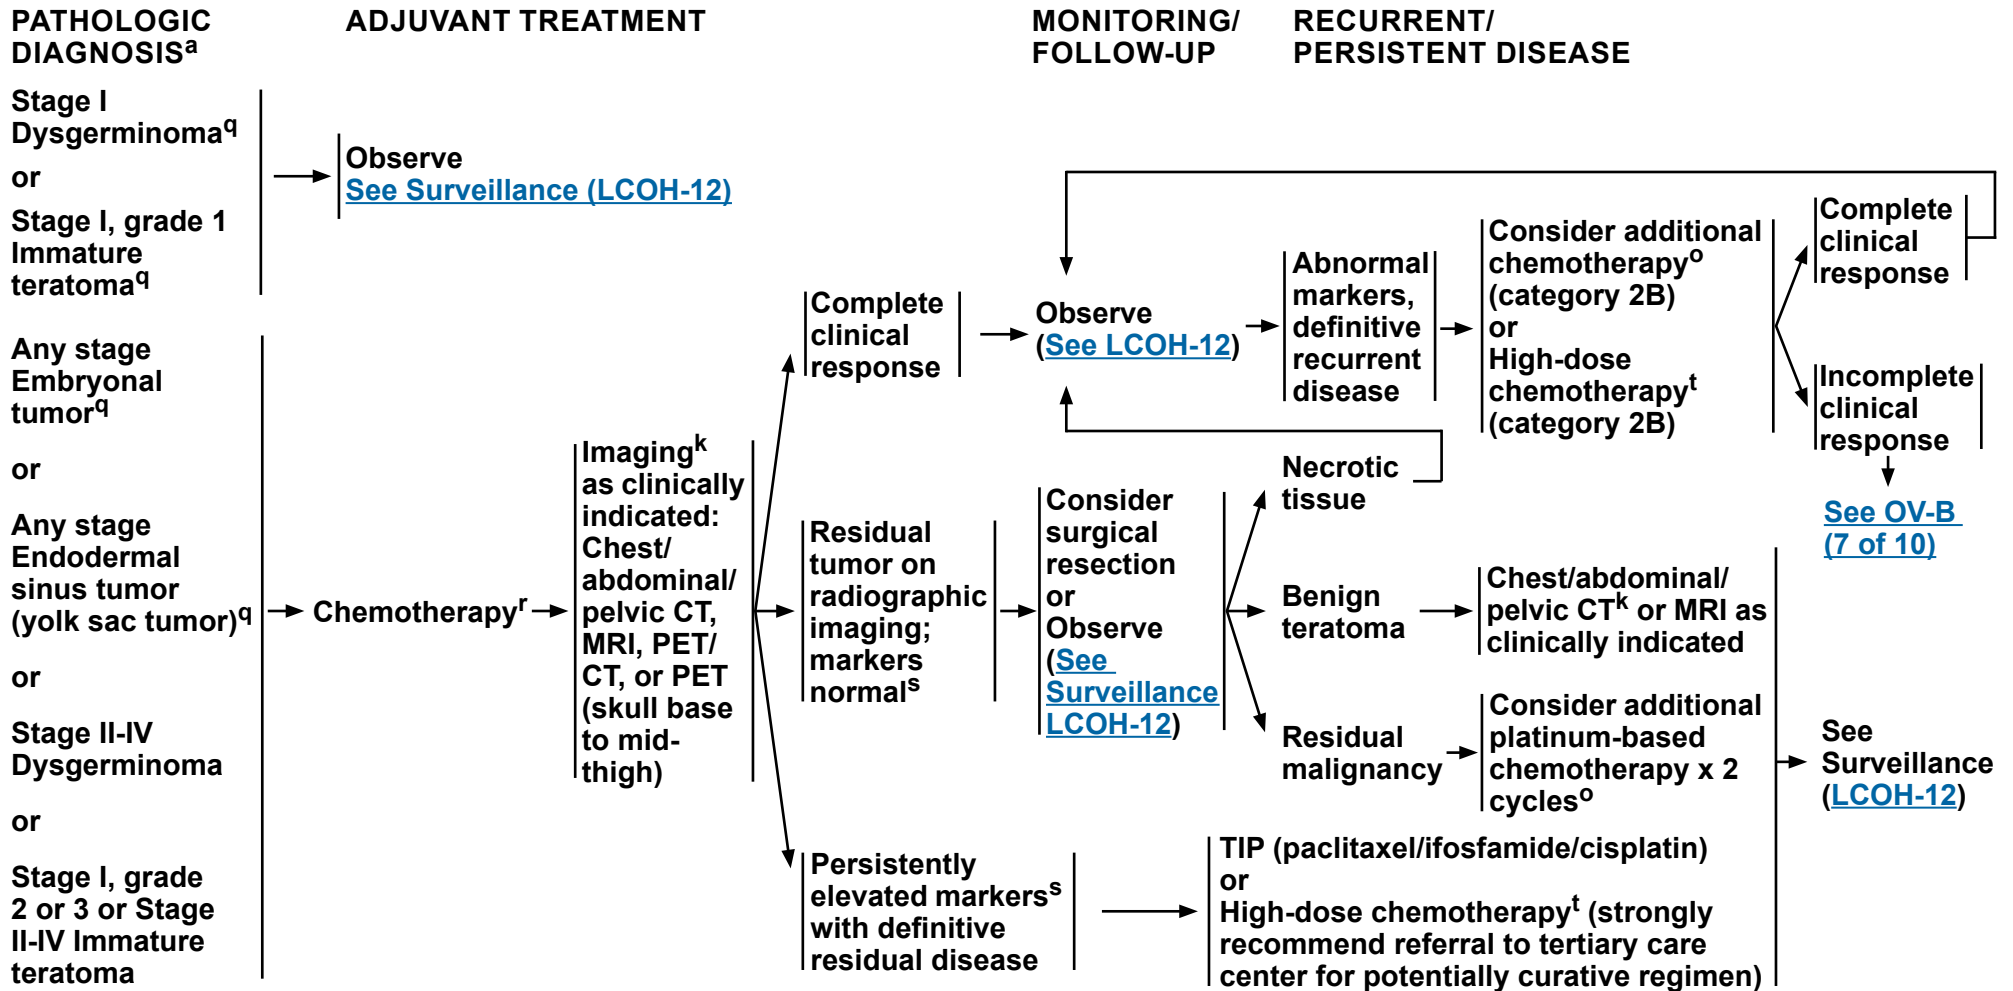 PATHOLOGIC
DIAGNOSISa
ADJUVANT TREATMENT
MONITORING/
FOLLOW-UP
RECURRENT/
PERSISTENT DISEASE
Stage I
Dysgerminomaq
or
Stage I, grade 1
Immature
teratomaq
Observe
See Surveillance (LCOH-12)
Any stage
Embryonal
tumorq
or
Any stage
Endodermal
sinus tumor
(yolk sac tumor)q
or
Stage II-IV
Dysgerminoma
or
Stage I, grade
2 or 3 or Stage
II-IV Immature
teratoma
Chemotherapyr
Imagingk
as clinically
indicated:
Chest/
abdominal/
pelvic CT,
MRI, PET/
CT, or PET
(skull base
to mid-
thigh)
Complete
clinical
response
Observe
(See LCOH-12)
Abnormal
markers,
definitive
recurrent
disease
Consider additional
chemotherapyo
(category 2B)
or
High-dose
chemotherapyt
(category 2B)
Complete
clinical
response
Incomplete
clinical
response
See OV-B
(7 of 10)
Residual
tumor on
radiographic
imaging;
markers
normals
Consider
surgical
resection
or
Observe
(See
Surveillance
LCOH-12)
Necrotic
tissue
Benign
teratoma
Chest/abdominal/
pelvic CTk or MRI as
clinically indicated
Residual
malignancy
Consider additional
platinum-based
chemotherapy x 2
cycleso
See
Surveillance
(LCOH-12)
Persistently
elevated markerss
with definitive
residual disease
TIP (paclitaxel/ifosfamide/cisplatin)
or
High-dose chemotherapyt (strongly
recommend referral to tertiary care
center for potentially curative regimen)